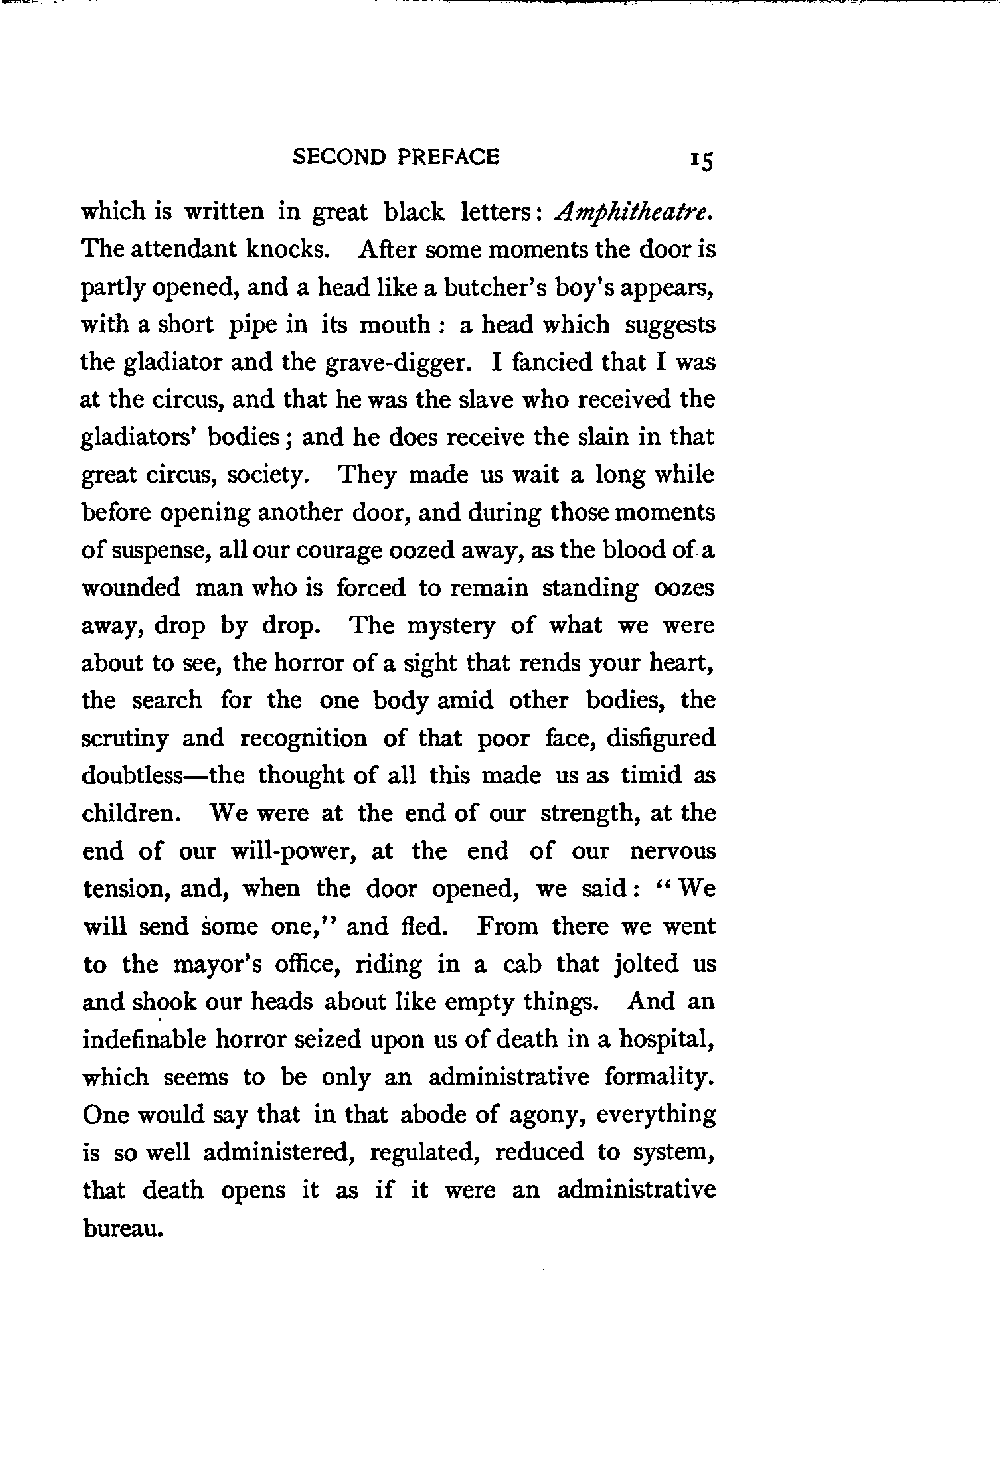 SECOND PREFACE 15
which is written in great black letters: Amphitheatre.
The attendant knocks. After some moments the door is
partly opened, and a head like a butcher's boy's appears,
with a short pipe in its mouth : a head which suggests
the gladiator and the grave-digger. I fancied that I was
at the circus, and that he was the slave who received the
gladiators' bodies; and he does receive the slain in that
great circus, society. They made us wait a long while
before opening another door, and during those moments
of suspense, all our courage oozed away, as the blood of a
wounded man who is forced to remain standing oozes
away, drop by drop. The mystery of what we were
about to see, the horror of a sight that rends your heart,
the search for the one body amid other bodies, the
scrutiny and recognition of that poor face, disfigured
doubtless—the thought of all this made us as timid as
children. We were at the end of our strength, at the
end of our will-power, at the end of our nervous
tension, and, when the door opened, we said: “We
will send some one,” and fled. From there we went
to the mayor's office, riding in a cab that jolted us
and shook our heads about like empty things. And an
indefinable horror seized upon us of death in a hospital,
which seems to be only an administrative formality.
One would say that in that abode of agony, everything
is so well administered, regulated, reduced to system,
that death opens it as if it were an administrative
bureau.